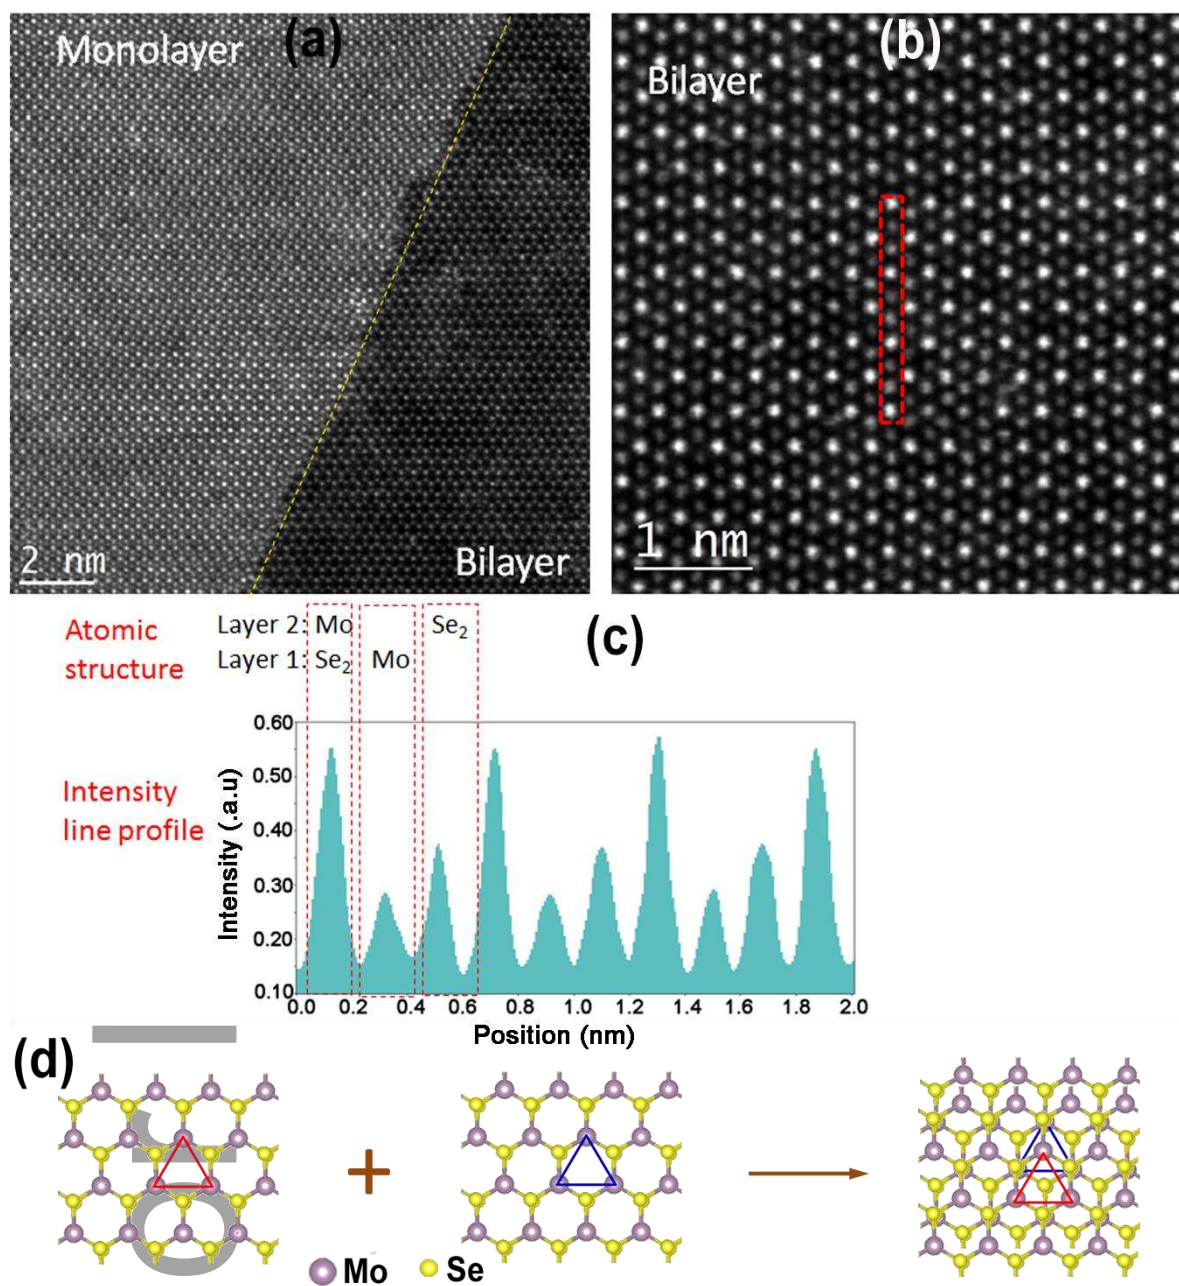 Monolayer (a)
2 nm
Bilayer
(b)
Bilayer
1 nm
Atomic structure
Layer 2: Mo Se₂
Layer 1: Se₂ Mo
(c)
Intensity line profile
Intensity (.a.u)
0.60
0.50
0.40
0.30
0.20
0.10
0.0 0.2 0.4 0.6 0.8 1.0 1.2 1.4 1.6 1.8 2.0
Position (nm)
(d)
+
Mo Se